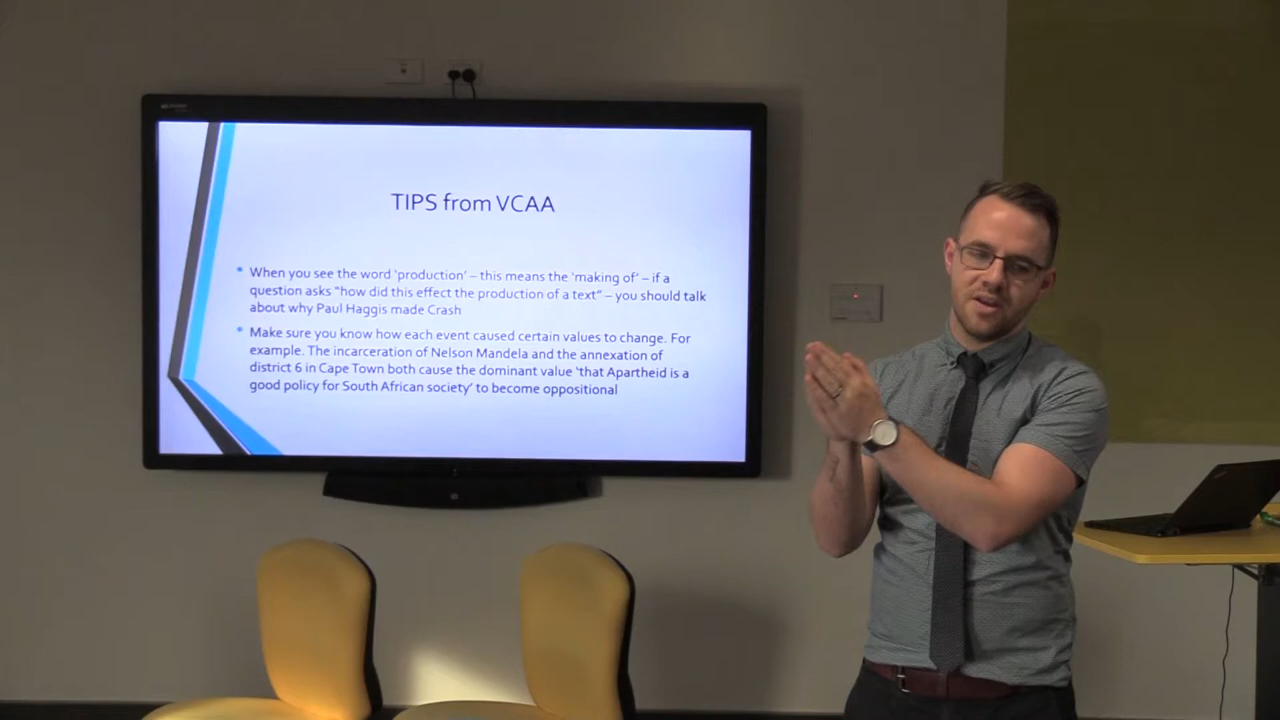 TIPS from VCAA
When you see the word ‘production’ – this means the ‘making of’ – if a
question asks “how did this effect the production of a text” – you should talk
about why Paul Haggis made Crash
Make sure you know how each event caused certain values to change. For
example. The incarceration of Nelson Mandela and the annexation of
district 6 in Cape Town both cause the dominant value ‘that Apartheid is a
good policy for South African society’ to become oppositional